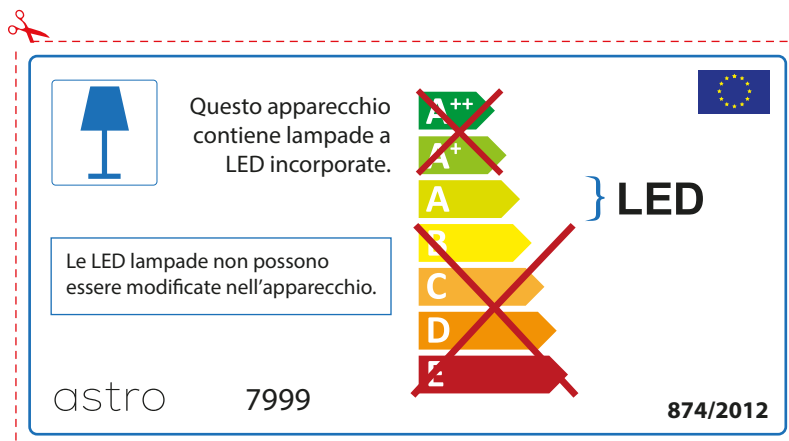 Questo apparecchio
contiene lampade a
LED incorporate.
Le LED lampade non possono
essere modificate nell'apparecchio.
A++
A+
A
B
C
D
E
LED
astro
7999
874/2012